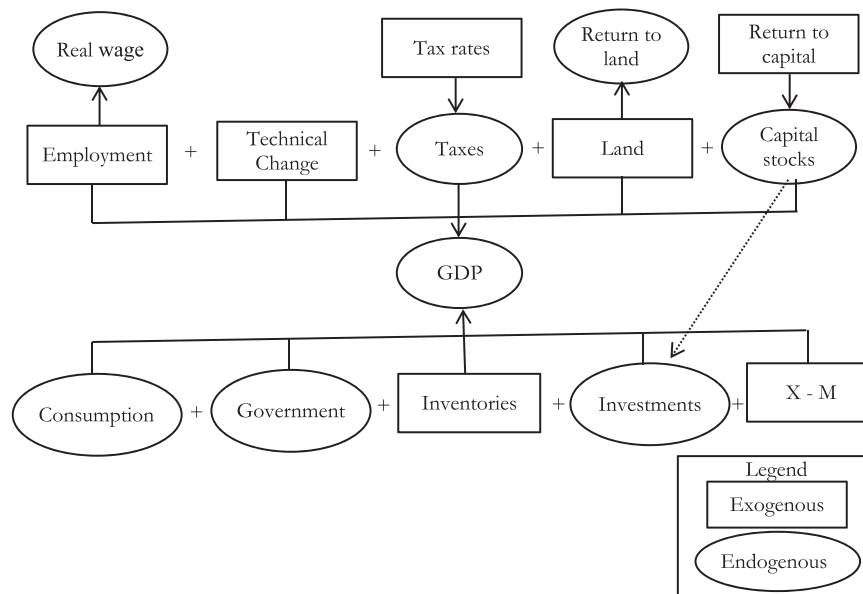 Real wage
Tax rates
Return to
land
Return to
capital
Employment
+
Technical
Change
+
Taxes
+
Land
+
Capital
stocks
GDP
Consumption
+
Government
+
Inventories
+
Investments
+
X - M
Legend
Exogenous
Endogenous